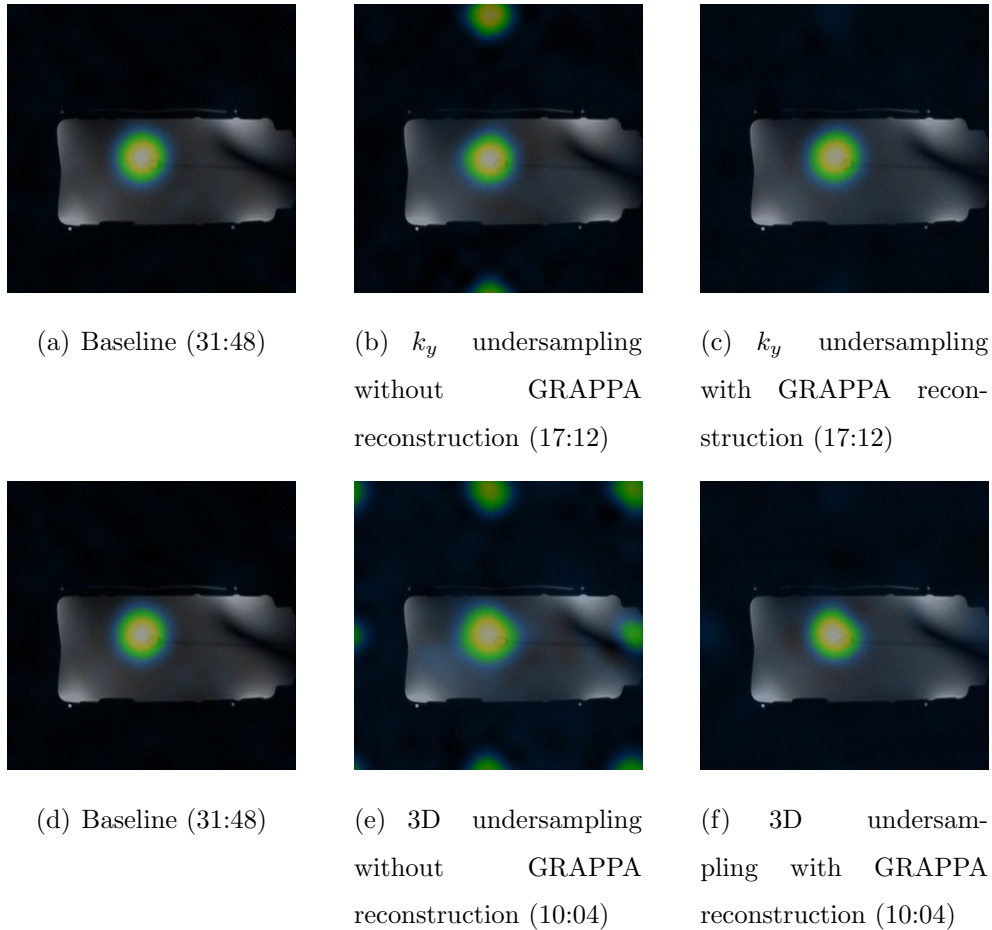 (a) Baseline (31:48)
(b) k_y undersampling
without GRAPPA
reconstruction (17:12)
(c) k_y undersampling
with GRAPPA recon-
struction (17:12)
(d) Baseline (31:48)
(e) 3D undersampling
without GRAPPA
reconstruction (10:04)
(f) 3D undersam-
pling with GRAPPA
reconstruction (10:04)